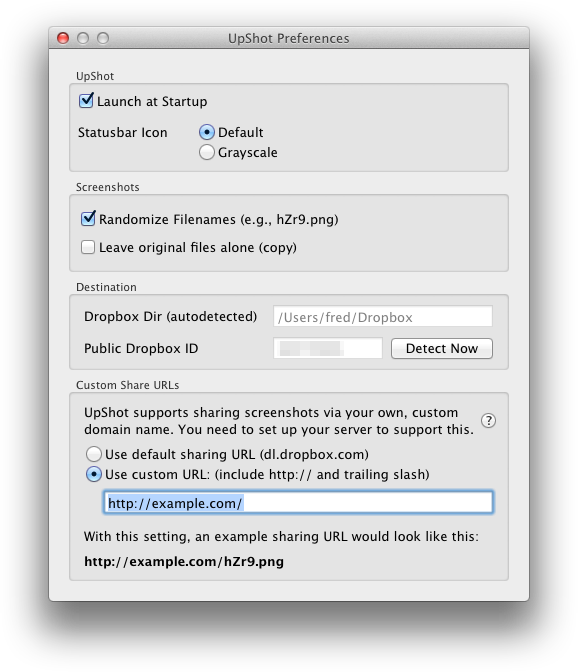 UpShot Preferences
UpShot
Launch at Startup
Statusbar Icon
Default
Grayscale
Screenshots
Randomize Filenames (e.g., hZr9.png)
Leave original files alone (copy)
Destination
Dropbox Dir (autodetected)
/Users/fred/Dropbox
Public Dropbox ID
Detect Now
Custom Share URLs
UpShot supports sharing screenshots via your own, custom
domain name. You need to set up your server to support this.
?
Use default sharing URL (dl.dropbox.com)
Use custom URL: (include http:// and trailing slash)
http://example.com/
With this setting, an example sharing URL would look like this:
http://example.com/hZr9.png